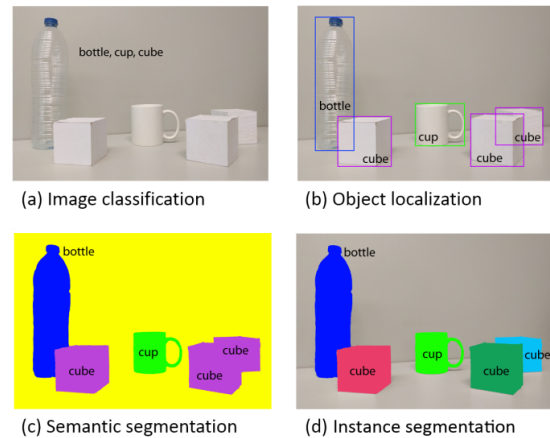 bottle, cup, cube
(a) Image classification
bottle
cup
cube
cube
cube
(b) Object localization
bottle
cup
cube
cube
cube
(c) Semantic segmentation
bottle
cup
cube
cube
cube
(d) Instance segmentation